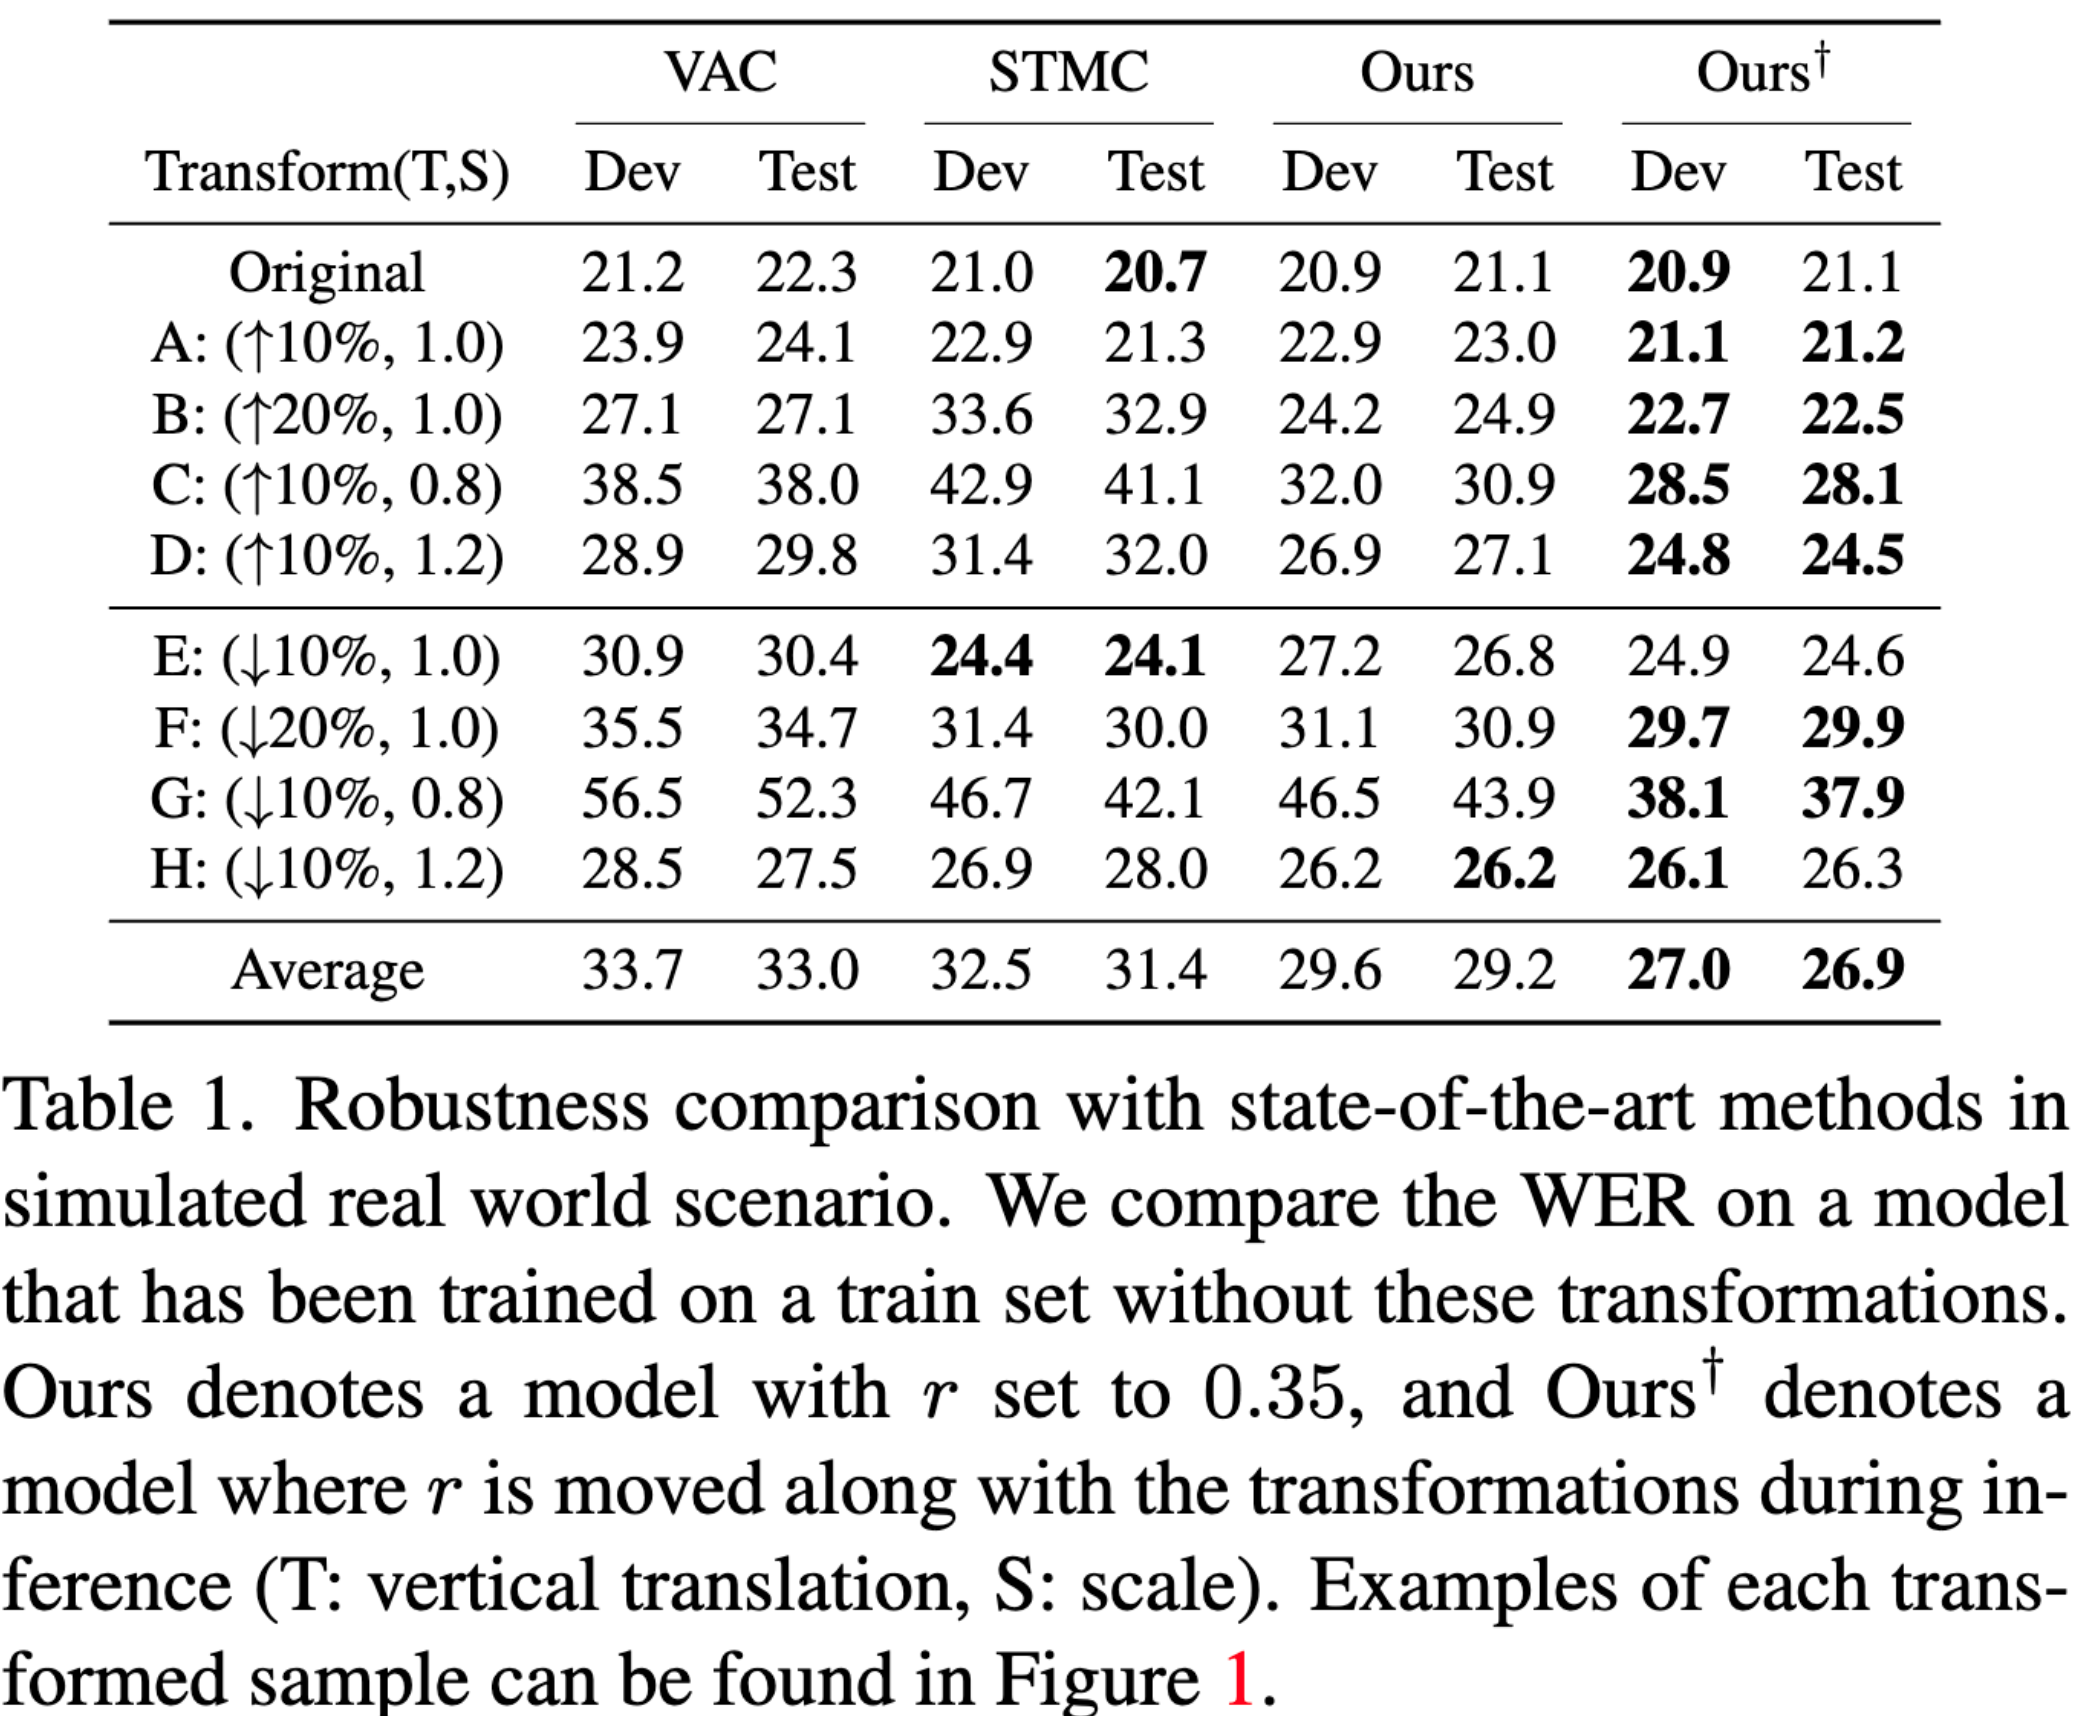 VAC STMC Ours Ours†
Transform(T,S) Dev Test Dev Test Dev Test Dev Test
Original 21.2 22.3 21.0 20.7 20.9 21.1 20.9 21.1
A: (↑10%, 1.0) 23.9 24.1 22.9 21.3 22.9 23.0 21.1 21.2
B: (↑20%, 1.0) 27.1 27.1 33.6 32.9 24.2 24.9 22.7 22.5
C: (↑10%, 0.8) 38.5 38.0 42.9 41.1 32.0 30.9 28.5 28.1
D: (↑10%, 1.2) 28.9 29.8 31.4 32.0 26.9 27.1 24.8 24.5
E: (↓10%, 1.0) 30.9 30.4 24.4 24.1 27.2 26.8 24.9 24.6
F: (↓20%, 1.0) 35.5 34.7 31.4 30.0 31.1 30.9 29.7 29.9
G: (↓10%, 0.8) 56.5 52.3 46.7 42.1 46.5 43.9 38.1 37.9
H: (↓10%, 1.2) 28.5 27.5 26.9 28.0 26.2 26.2 26.1 26.3
Average 33.7 33.0 32.5 31.4 29.6 29.2 27.0 26.9
Table 1. Robustness comparison with state-of-the-art methods in
simulated real world scenario. We compare the WER on a model
that has been trained on a train set without these transformations.
Ours denotes a model with r set to 0.35, and Ours† denotes a
model where r is moved along with the transformations during in-
ference (T: vertical translation, S: scale). Examples of each trans-
formed sample can be found in Figure 1.